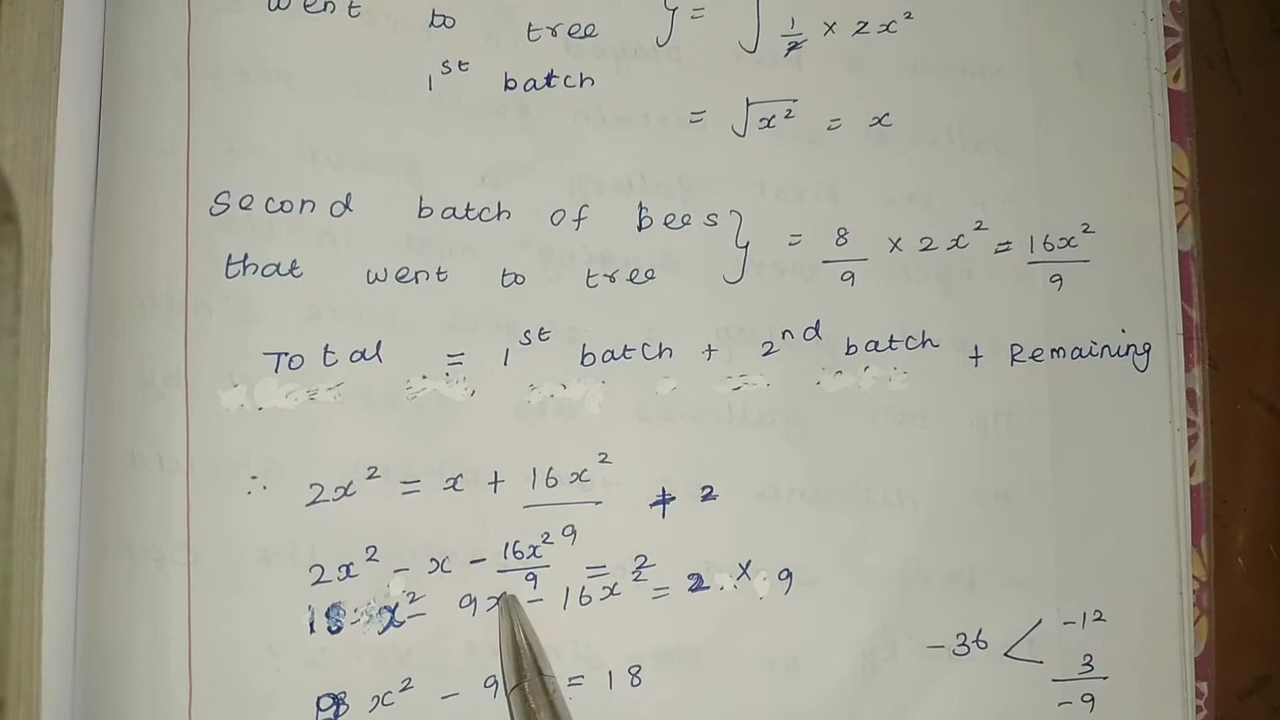 went to tree } = √ 1/2 × 2x²
1st batch
= √x² = x
Second batch of Bees } = 8/9 × 2x² = 16x²/9
that went to tree
Total = 1st batch + 2nd batch + Remaining
∴ 2x² = x + 16x²/9 + 2
2x² - x - 16x²/9 = 2
18x² - 9x - 16x² = 2 × 9
-36 < -12
3
-9
x² - 9 = 18